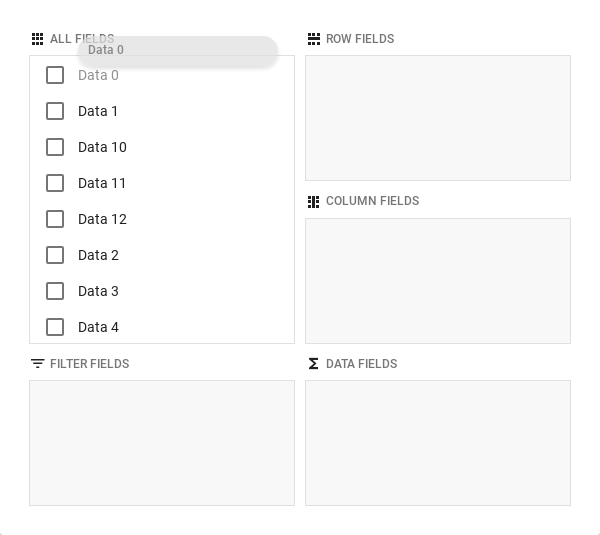 ALL FIELDS
Data 0
Data 0
Data 1
Data 10
Data 11
Data 12
Data 2
Data 3
Data 4
FILTER FIELDS
ROW FIELDS
COLUMN FIELDS
DATA FIELDS